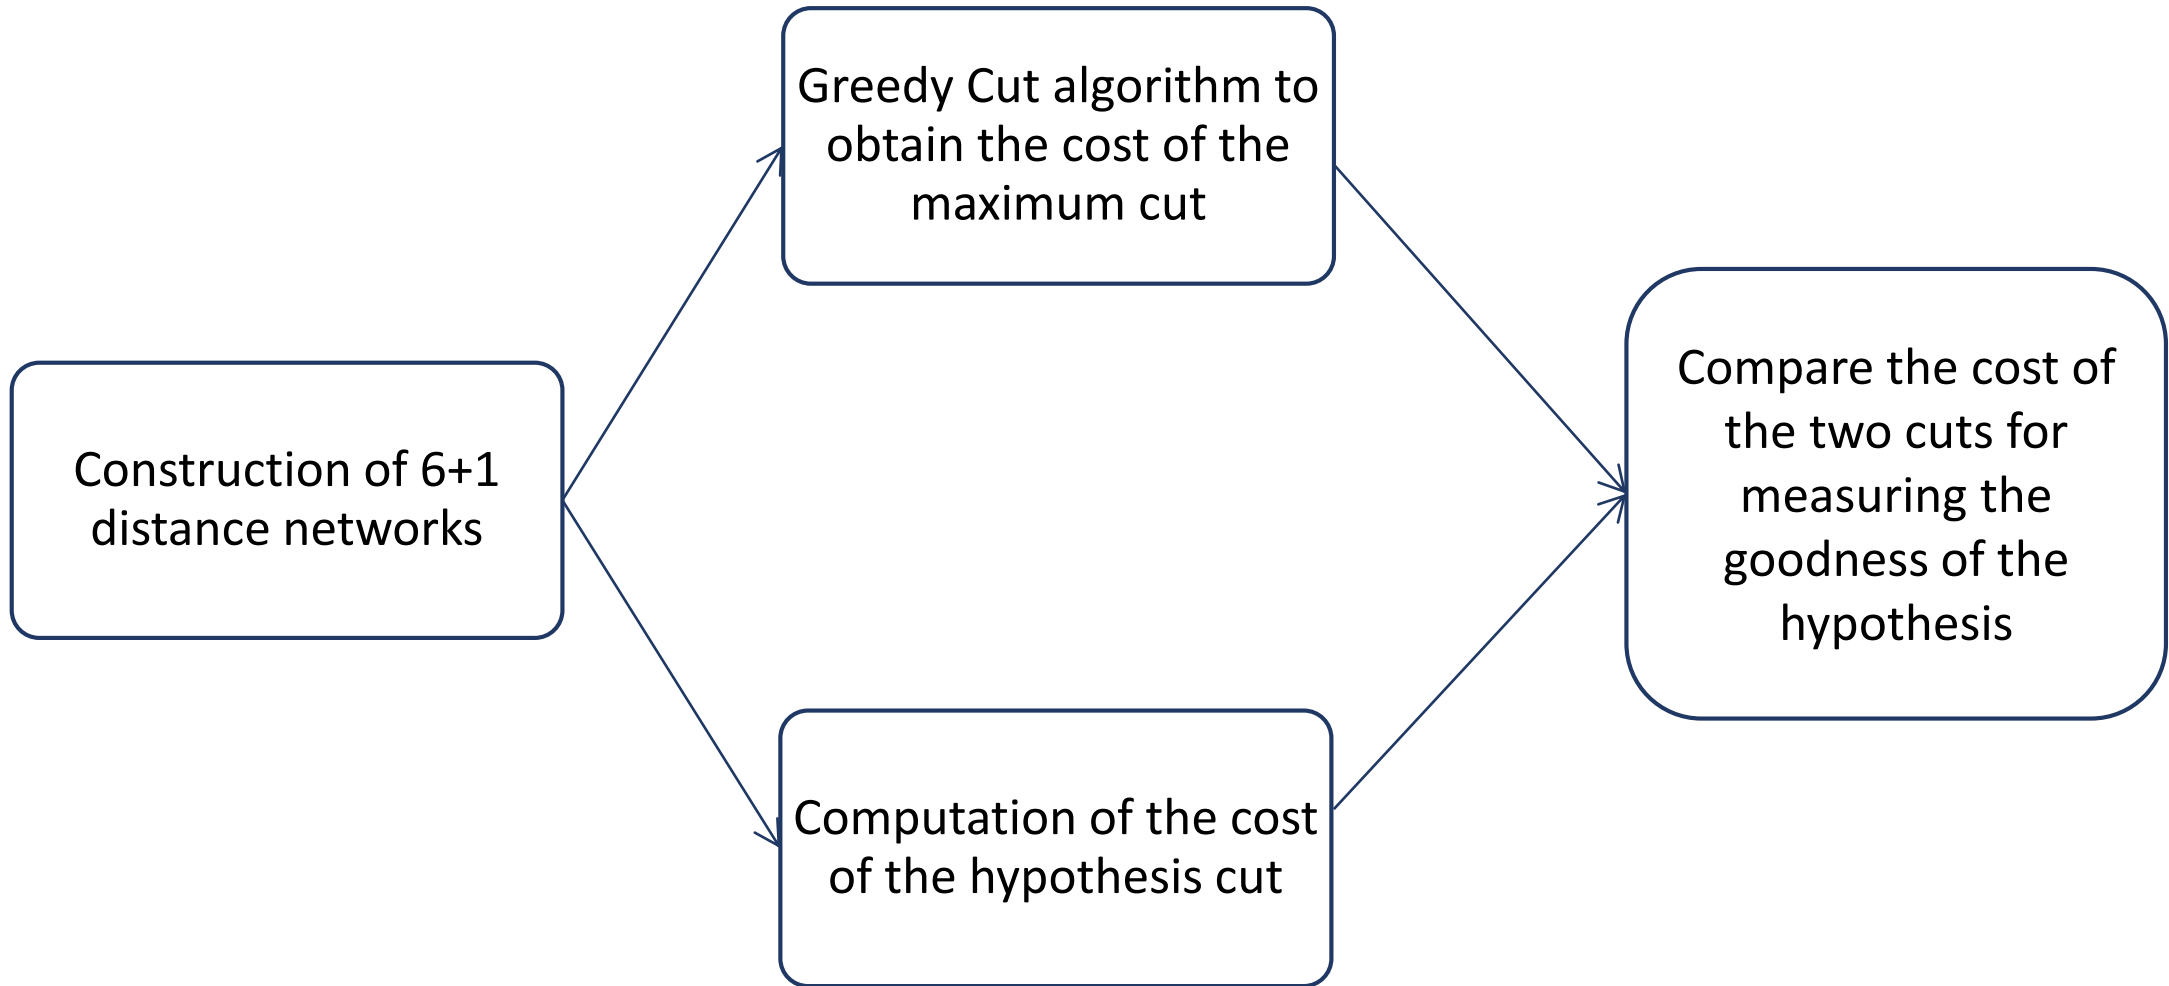 Greedy Cut algorithm to
obtain the cost of the
maximum cut
Construction of 6+1
distance networks
Compare the cost of
the two cuts for
measuring the
goodness of the
hypothesis
Computation of the cost
of the hypothesis cut